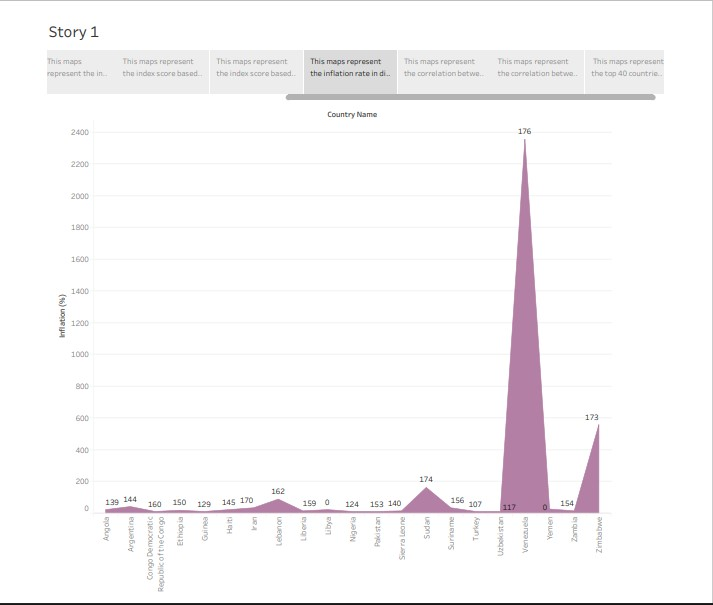 Story 1
This maps
represent the in...
This maps represent
the index score based...
This maps represent
the index score based...
This maps represent
the inflation rate in di...
This maps represent
the correlation betwe...
This maps represent
the correlation betwe...
This maps represent
the top 40 countrie...
Country Name
Inflation (%)
2400
2200
2000
1800
1600
1400
1200
1000
800
600
400
200
0
139
144
160
150
129
145
170
162
159
0
124
153
140
174
156
107
117
176
0
154
173
Angola
Argentina
Congo Democratic
Republic of the Congo
Ethiopia
Guinea
Haiti
Iran
Lebanon
Liberia
Libya
Nigeria
Pakistan
Sierra Leone
Sudan
Suriname
Turkey
Uzbekistan
Venezuela
Yemen
Zambia
Zimbabwe